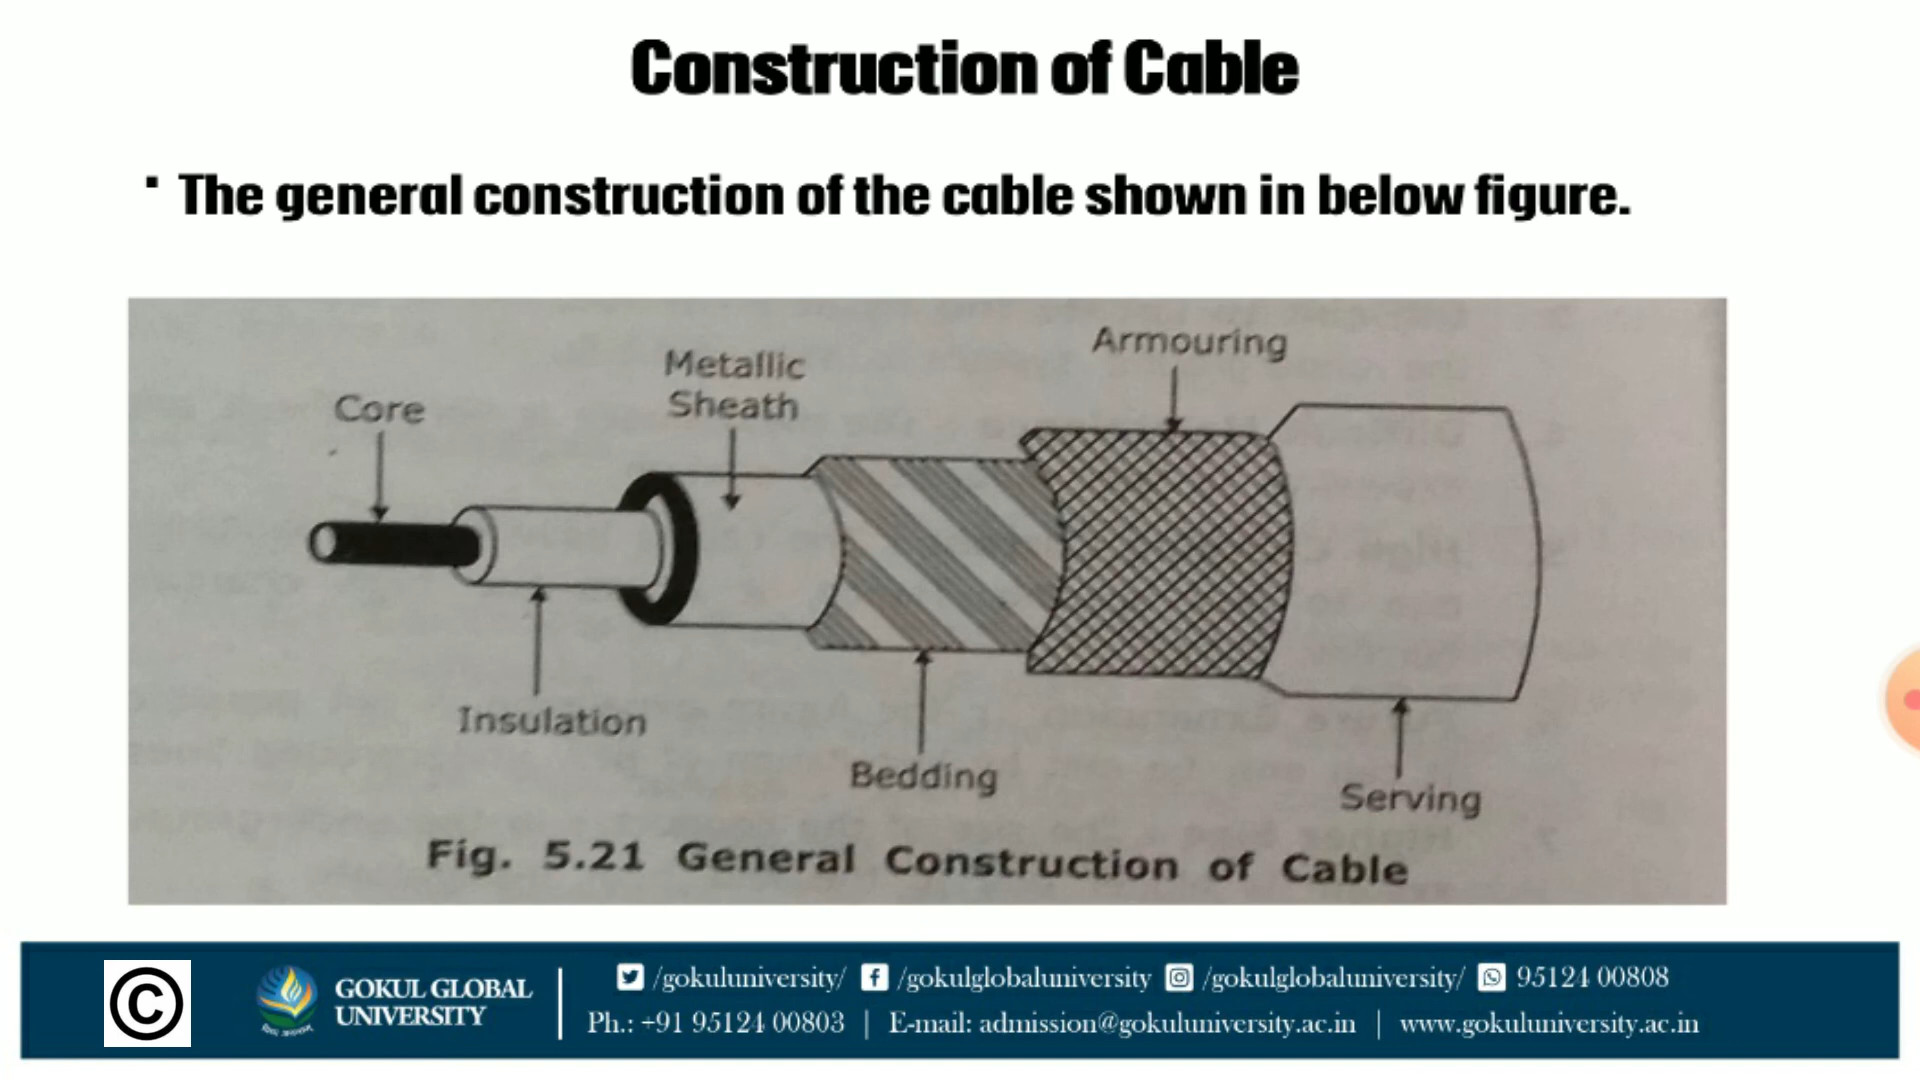 Construction of Cable
▪ The general construction of the cable shown in below figure.
Armouring
Metallic
Sheath
Core
Insulation
Bedding
Serving
Fig. 5.21 General Construction of Cable
©
GOKUL GLOBAL
UNIVERSITY
/gokuluniversity/ /gokulglobaluniversity /gokulglobaluniversity/ 95124 00808
Ph.: +91 95124 00803 | E-mail: admission@gokuluniversity.ac.in | www.gokuluniversity.ac.in